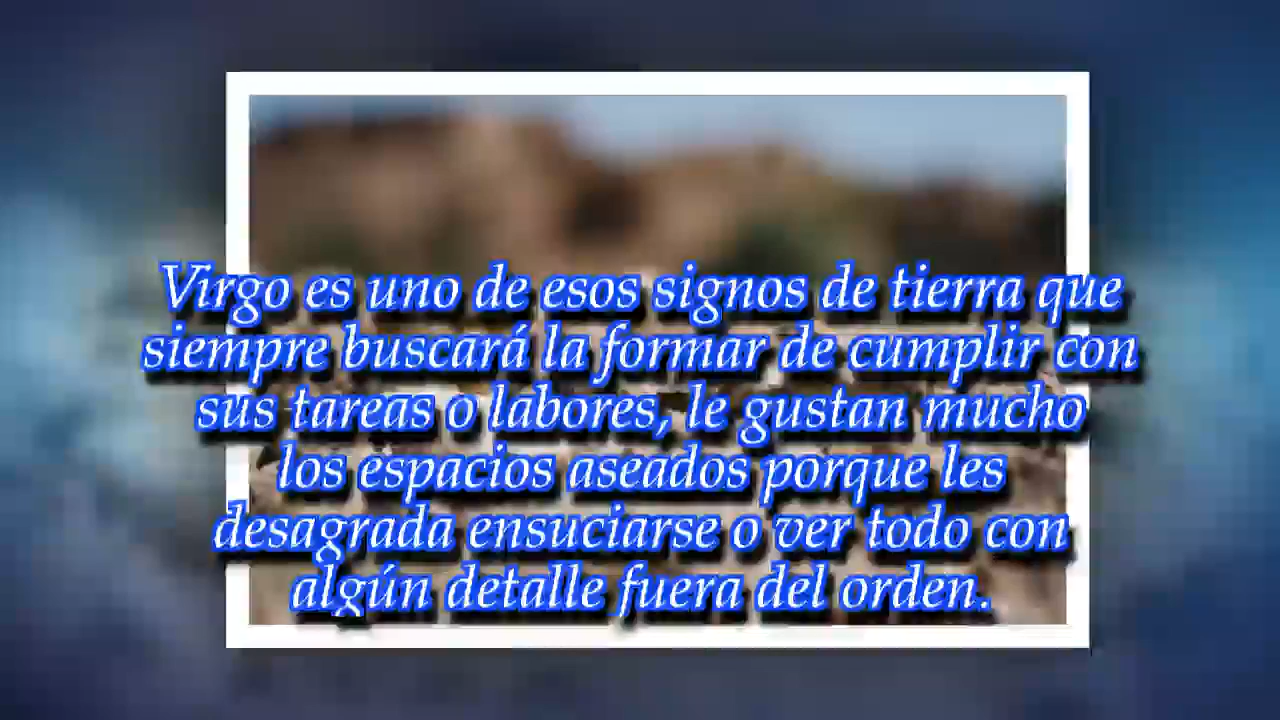 Virgo es uno de esos signos de tierra que
siempre buscará la formar de cumplir con
sus tareas o labores, le gustan mucho
los espacios aseados porque les
desagrada ensuciarse o ver todo con
algún detalle fuera del orden.